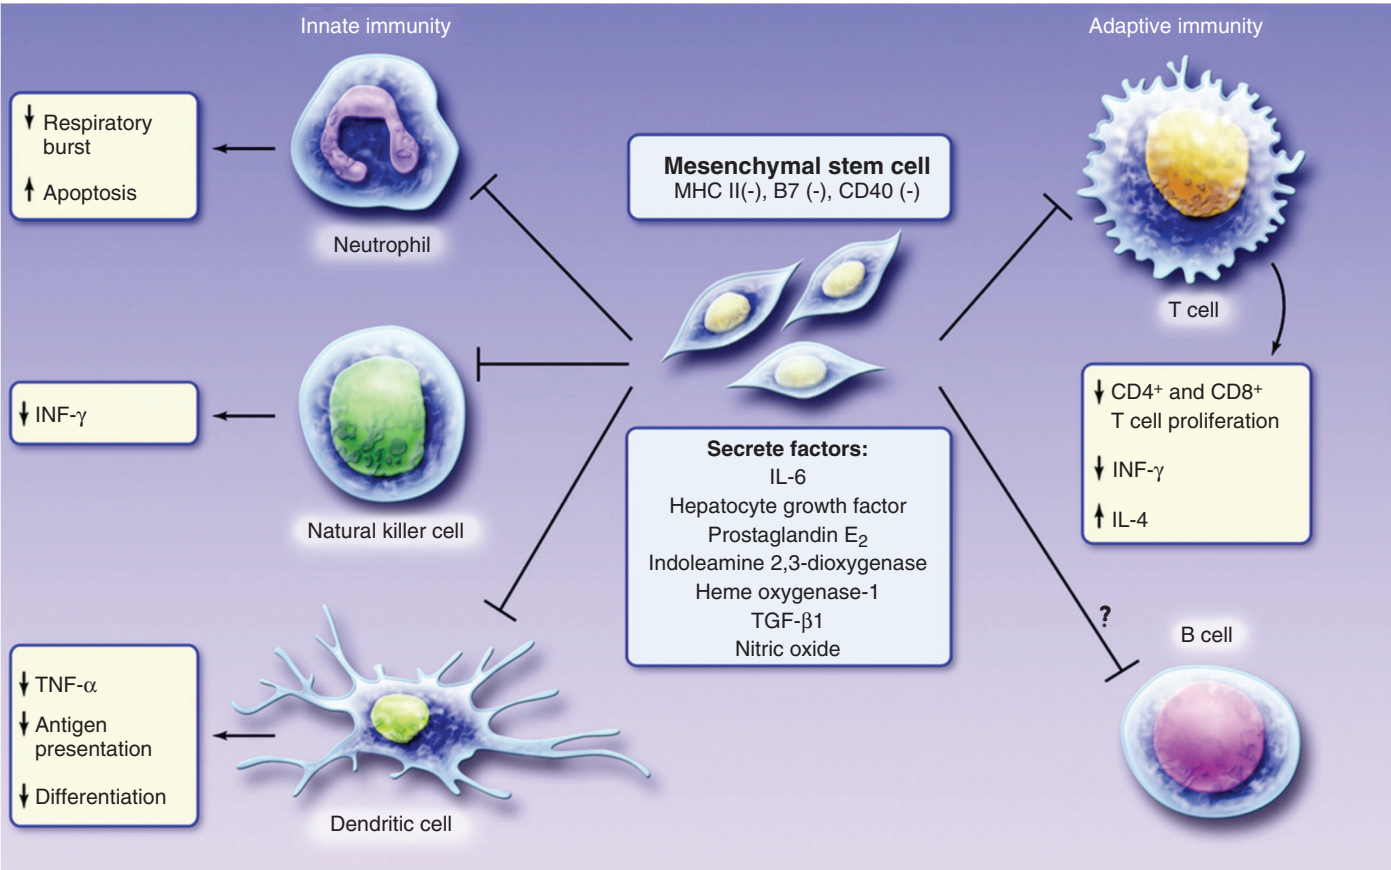 Innate immunity
Adaptive immunity
↓ Respiratory
burst
↑ Apoptosis
Neutrophil
Mesenchymal stem cell
MHC II(-), B7 (-), CD40 (-)
T cell
↓ INF-γ
Natural killer cell
↓ CD4⁺ and CD8⁺
T cell proliferation
↓ INF-γ
↑ IL-4
Secrete factors:
IL-6
Hepatocyte growth factor
Prostaglandin E₂
Indoleamine 2,3-dioxygenase
Heme oxygenase-1
TGF-β1
Nitric oxide
?
B cell
↓ TNF-α
↓ Antigen
presentation
↓ Differentiation
Dendritic cell